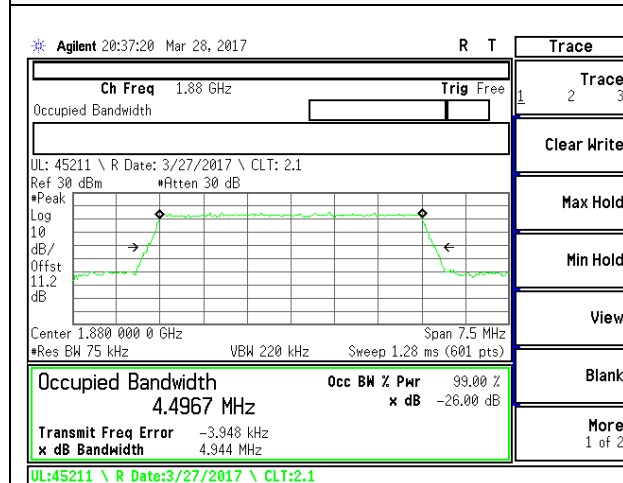 Agilent 20:37:20 Mar 28, 2017 R T
Trace
Ch Freq 1.88 GHz Trig Free
Occupied Bandwidth
UL: 45211 \ R Date: 3/27/2017 \ CLT: 2.1
Ref 30 dBm #Atten 30 dB
#Peak
Log
10
dB/
Offst
11.2
dB
Center 1.880 000 0 GHz Span 7.5 MHz
#Res BW 75 kHz VBW 220 kHz Sweep 1.28 ms (601 pts)
Occupied Bandwidth Occ BW % Pwr 99.00 %
4.4967 MHz x dB -26.00 dB
Transmit Freq Error -3.948 kHz
x dB Bandwidth 4.944 MHz
UL:45211 \ R Date:3/27/2017 \ CLT:2.1
Trace
1 2 3
Clear Write
Max Hold
Min Hold
View
Blank
More
1 of 2